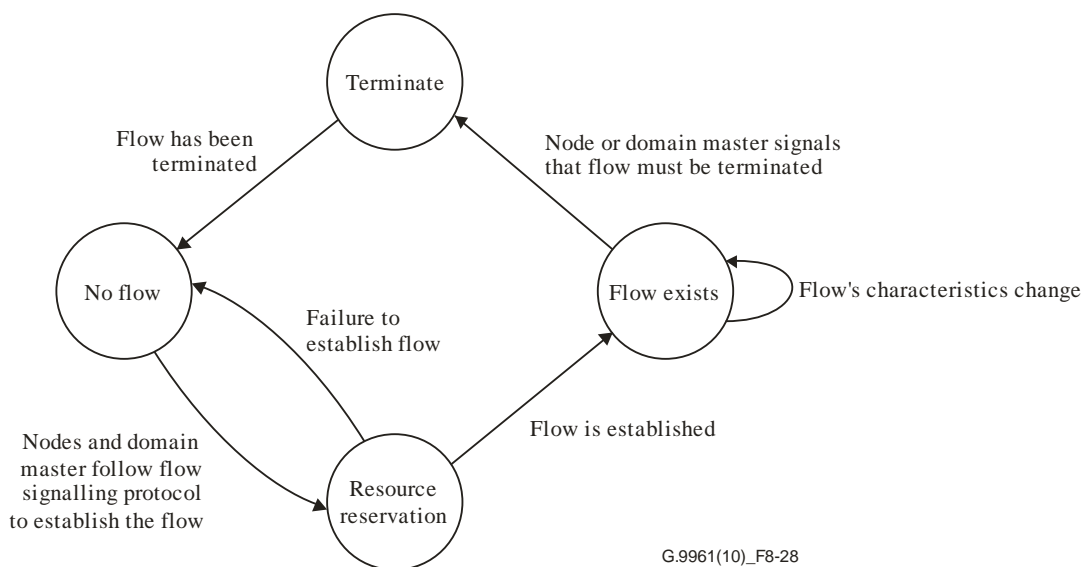 Terminate
Flow has been
terminated
Node or domain master signals
that flow must be terminated
No flow
Flow exists
Flow's characteristics change
Failure to
establish flow
Flow is established
Nodes and domain
master follow flow
signalling protocol
to establish the flow
Resource
reservation
G.9961(10)_F8-28